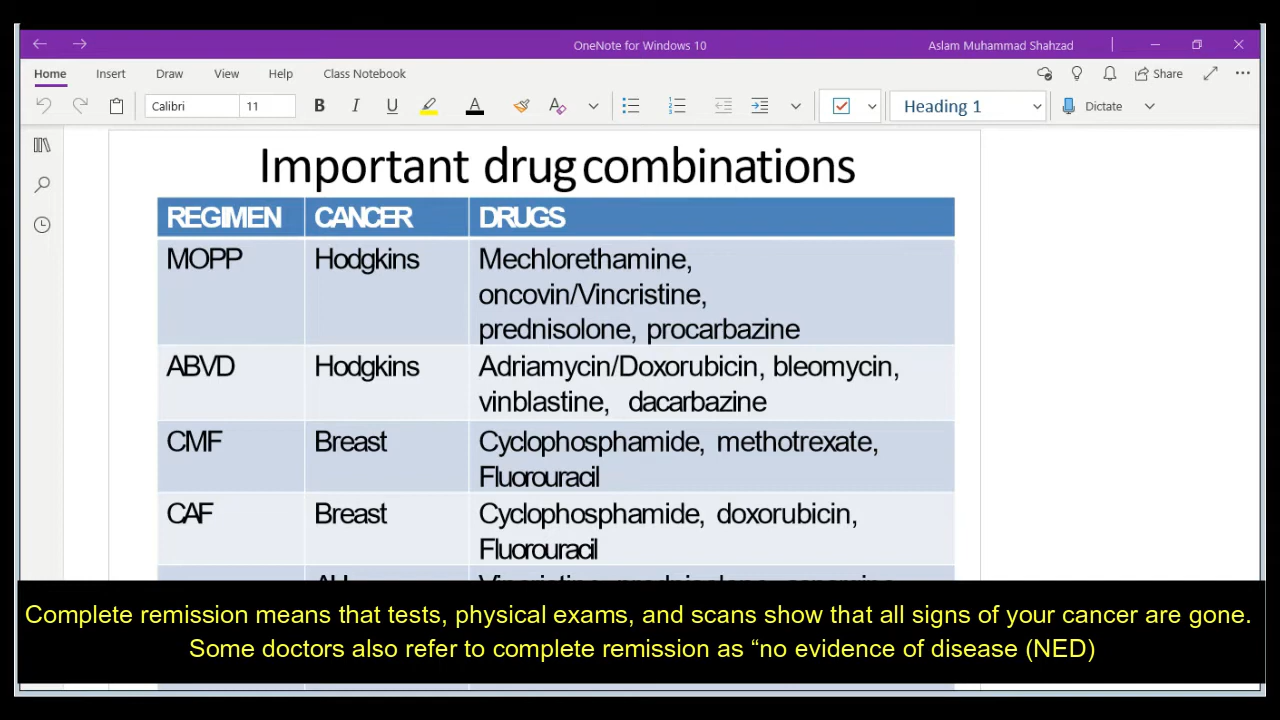 OneNote for Windows 10
Aslam Muhammad Shahzad
Home Insert Draw View Help Class Notebook Share
Calibri 11 B I U A A Heading 1 Dictate
Important drug combinations
REGIMEN CANCER DRUGS
MOPP Hodgkins Mechlorethamine,
oncovin/Vincristine,
prednisolone, procarbazine
ABVD Hodgkins Adriamycin/Doxorubicin, bleomycin,
vinblastine, dacarbazine
CMF Breast Cyclophosphamide, methotrexate,
Fluorouracil
CAF Breast Cyclophosphamide, doxorubicin,
Fluorouracil
Complete remission means that tests, physical exams, and scans show that all signs of your cancer are gone.
Some doctors also refer to complete remission as “no evidence of disease (NED)